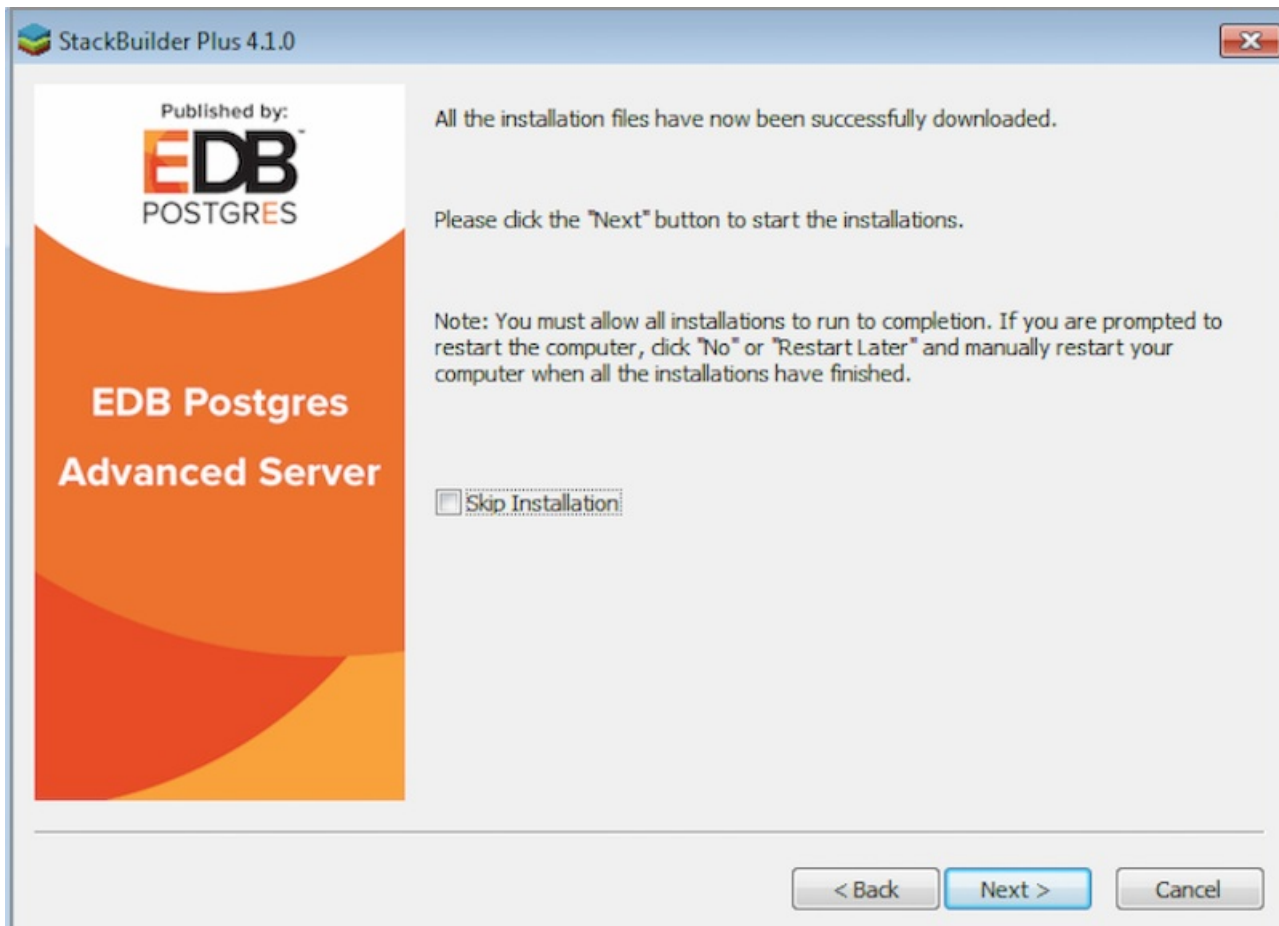 StackBuilder Plus 4.1.0
Published by:
EDB™
POSTGRES
EDB Postgres
Advanced Server
All the installation files have now been successfully downloaded.
Please click the "Next" button to start the installations.
Note: You must allow all installations to run to completion. If you are prompted to
restart the computer, click "No" or "Restart Later" and manually restart your
computer when all the installations have finished.
Skip Installation
< Back
Next >
Cancel